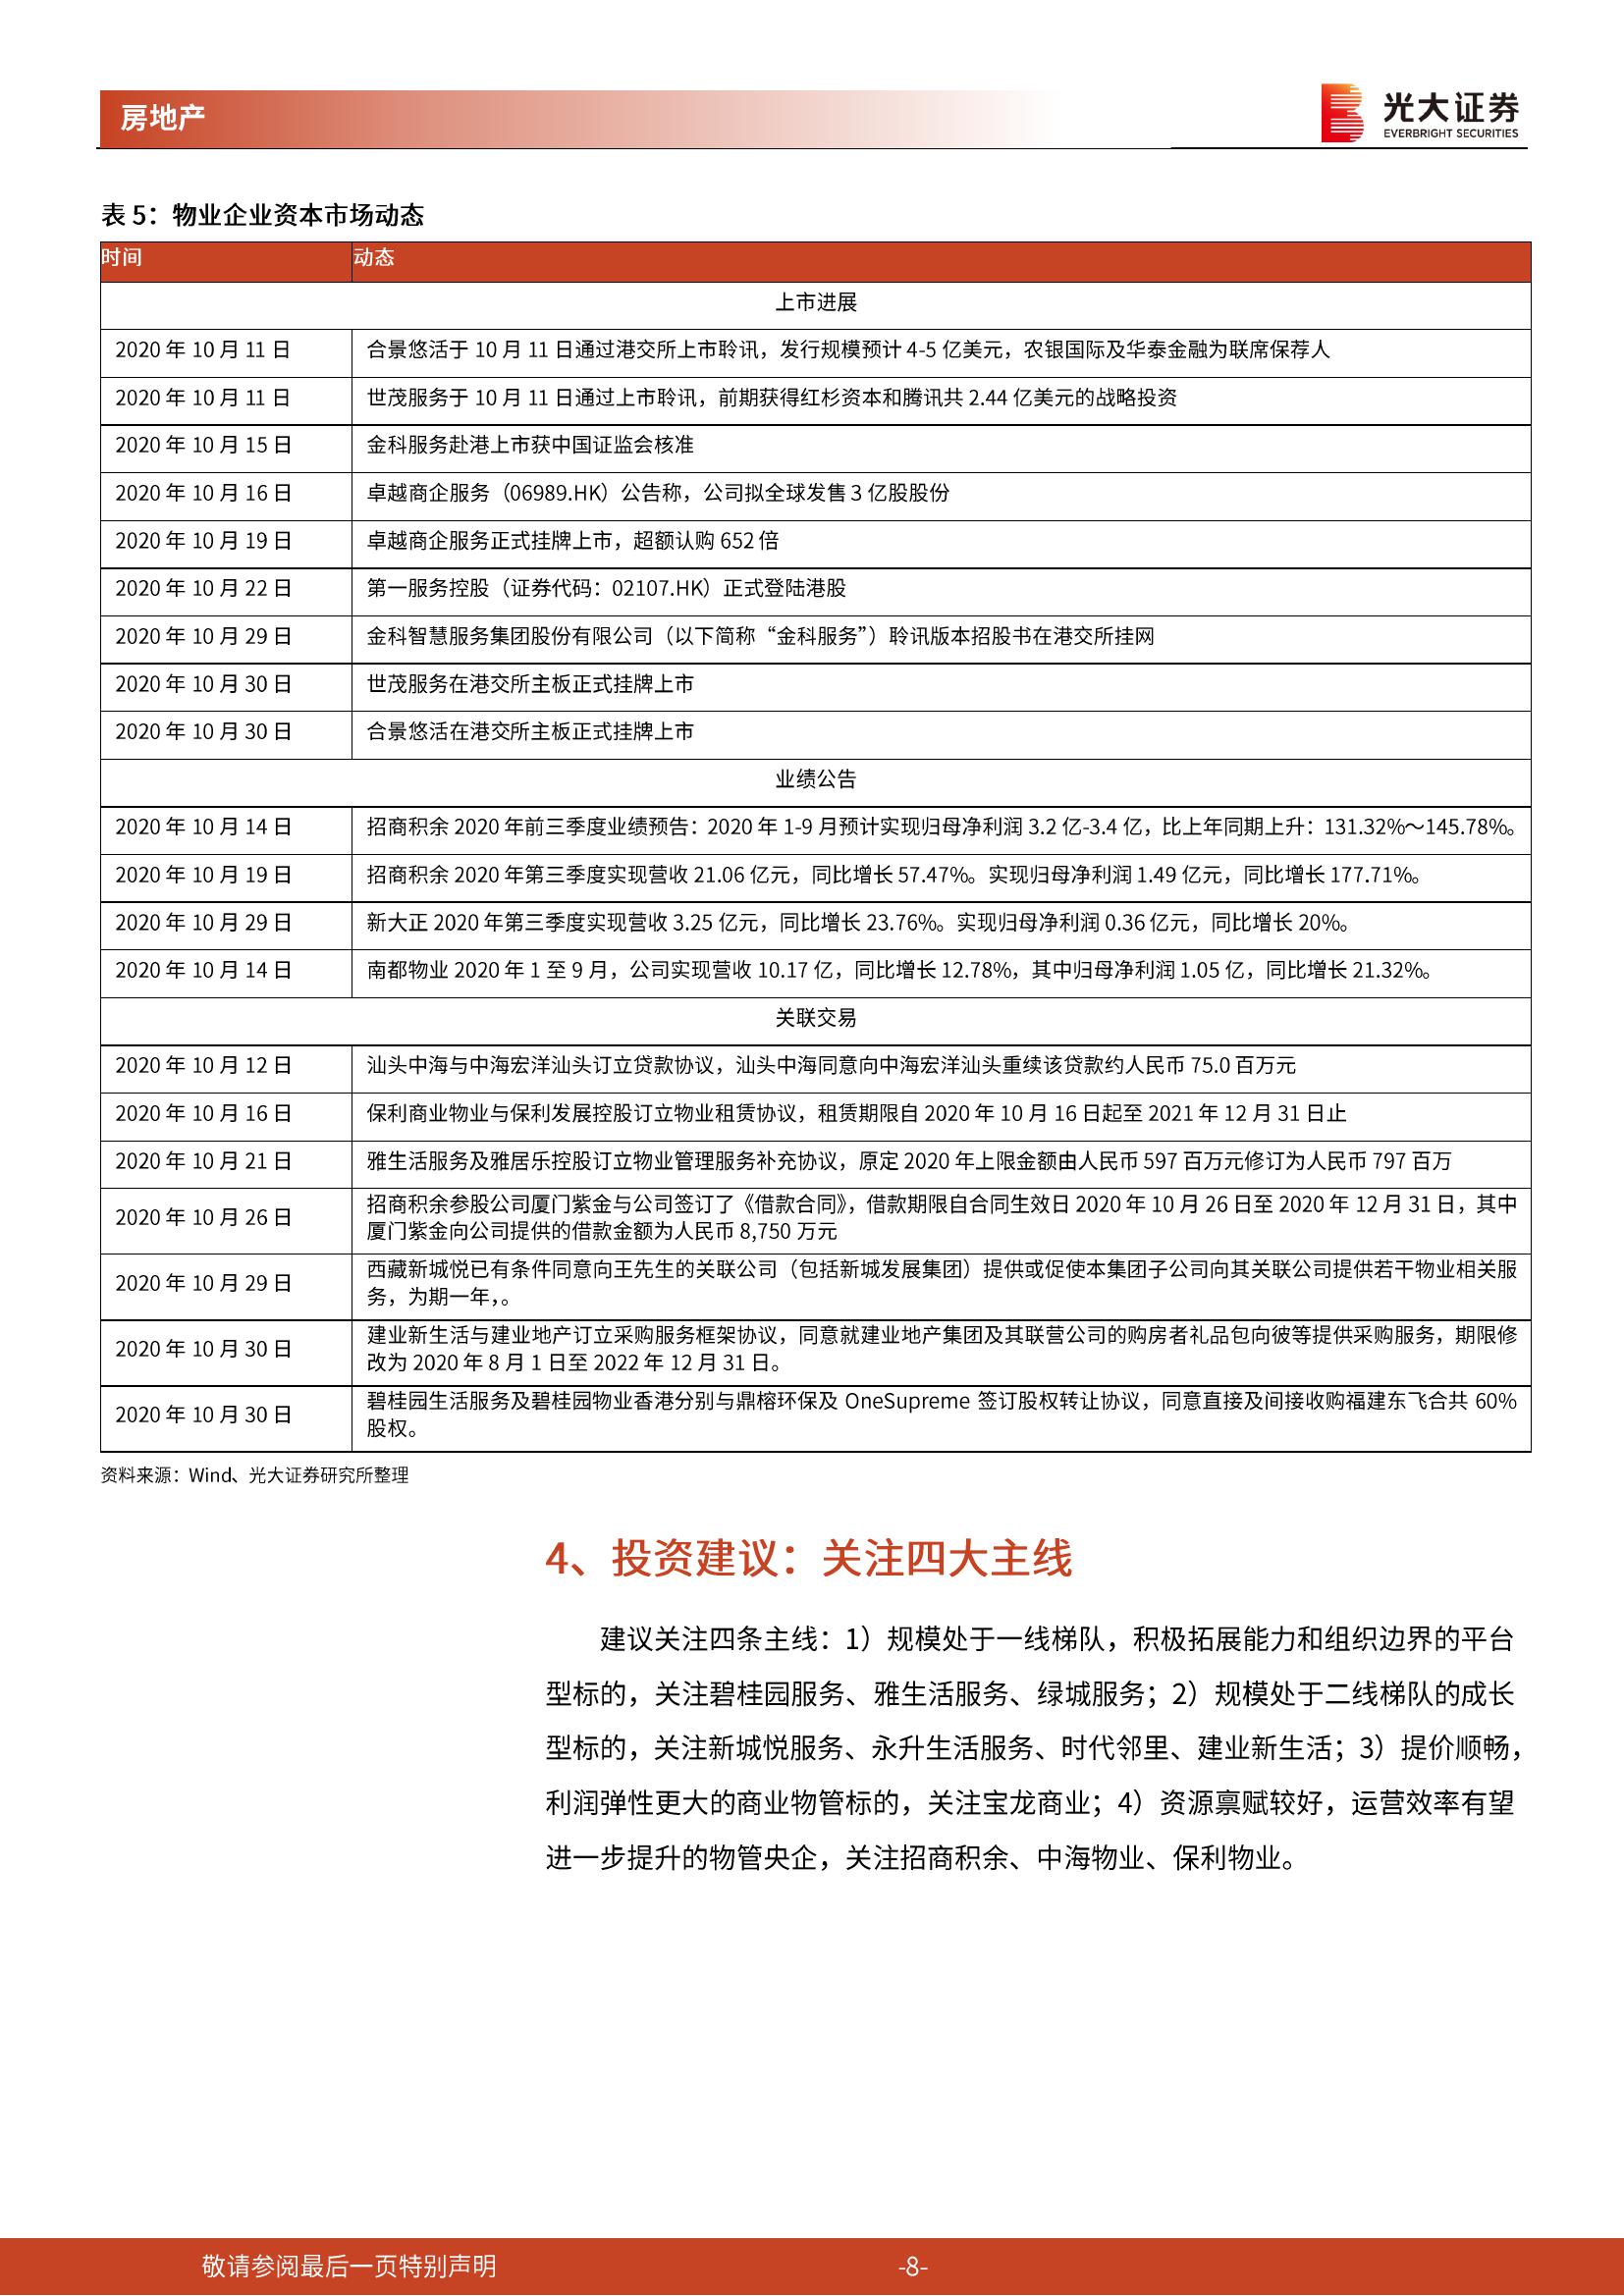 房地产
光大证券
EVERBRIGHT SECURITIES
表 5：物业企业资本市场动态
时间 动态
上市进展
2020 年 10 月 11 日 合景悠活于 10 月 11 日通过港交所上市聆讯，发行规模预计 4-5 亿美元，农银国际及华泰金融为联席保荐人
2020 年 10 月 11 日 世茂服务于 10 月 11 日通过上市聆讯，前期获得红杉资本和腾讯共 2.44 亿美元的战略投资
2020 年 10 月 15 日 金科服务赴港上市获中国证监会核准
2020 年 10 月 16 日 卓越商企服务（06989.HK）公告称，公司拟全球发售 3 亿股股份
2020 年 10 月 19 日 卓越商企服务正式挂牌上市，超额认购 652 倍
2020 年 10 月 22 日 第一服务控股（证券代码：02107.HK）正式登陆港股
2020 年 10 月 29 日 金科智慧服务集团股份有限公司（以下简称“金科服务”）聆讯版本招股书在港交所挂网
2020 年 10 月 30 日 世茂服务在港交所主板正式挂牌上市
2020 年 10 月 30 日 合景悠活在港交所主板正式挂牌上市
业绩公告
2020 年 10 月 14 日 招商积余 2020 年前三季度业绩预告：2020 年 1-9 月预计实现归母净利润 3.2 亿-3.4 亿，比上年同期上升：131.32%～145.78%。
2020 年 10 月 19 日 招商积余 2020 年第三季度实现营收 21.06 亿元，同比增长 57.47%。实现归母净利润 1.49 亿元，同比增长 177.71%。
2020 年 10 月 29 日 新大正 2020 年第三季度实现营收 3.25 亿元，同比增长 23.76%。实现归母净利润 0.36 亿元，同比增长 20%。
2020 年 10 月 14 日 南都物业 2020 年 1 至 9 月，公司实现营收 10.17 亿，同比增长 12.78%，其中归母净利润 1.05 亿，同比增长 21.32%。
关联交易
2020 年 10 月 12 日 汕头中海与中海宏洋汕头订立贷款协议，汕头中海同意向中海宏洋汕头重续该贷款约人民币 75.0 百万元
2020 年 10 月 16 日 保利商业物业与保利发展控股订立物业租赁协议，租赁期限自 2020 年 10 月 16 日起至 2021 年 12 月 31 日止
2020 年 10 月 21 日 雅生活服务及雅居乐控股订立物业管理服务补充协议，原定 2020 年上限金额由人民币 597 百万元修订为人民币 797 百万
2020 年 10 月 26 日 招商积余参股公司厦门紫金与公司签订了《借款合同》，借款期限自合同生效日 2020 年 10 月 26 日至 2020 年 12 月 31 日，其中
厦门紫金向公司提供的借款金额为人民币 8,750 万元
2020 年 10 月 29 日 西藏新城悦已有条件同意向王先生的关联公司（包括新城发展集团）提供或促使本集团子公司向其关联公司提供若干物业相关服
务，为期一年，。
2020 年 10 月 30 日 建业新生活与建业地产订立采购服务框架协议，同意就建业地产集团及其联营公司的购房者礼品包向彼等提供采购服务，期限修
改为 2020 年 8 月 1 日至 2022 年 12 月 31 日。
2020 年 10 月 30 日 碧桂园生活服务及碧桂园物业香港分别与鼎榕环保及 OneSupreme 签订股权转让协议，同意直接及间接收购福建东飞合共 60%
股权。
资料来源：Wind、光大证券研究所整理
4、投资建议：关注四大主线
建议关注四条主线：1）规模处于一线梯队，积极拓展能力和组织边界的平台
型标的，关注碧桂园服务、雅生活服务、绿城服务；2）规模处于二线梯队的成长
型标的，关注新城悦服务、永升生活服务、时代邻里、建业新生活；3）提价顺畅，
利润弹性更大的商业物管标的，关注宝龙商业；4）资源禀赋较好，运营效率有望
进一步提升的物管央企，关注招商积余、中海物业、保利物业。
敬请参阅最后一页特别声明 -8-